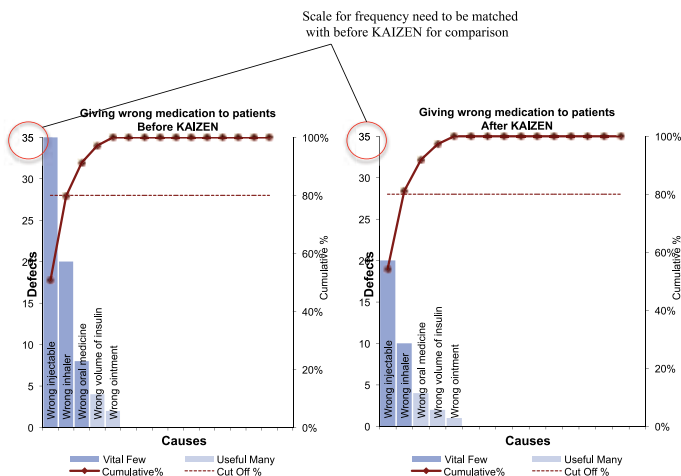 Scale for frequency need to be matched
with before KAIZEN for comparison
Giving wrong medication to patients
Before KAIZEN
35
30
25
20
15
10
5
0
Defects
100%
80%
60%
40%
20%
0%
Cumulative %
Wrong injectable
Wrong inhaler
Wrong oral medicine
Wrong volume of insulin
Wrong ointment
Causes
Vital Few
Useful Many
Cumulative%
Cut Off %
Giving wrong medication to patients
After KAIZEN
35
30
25
20
15
10
5
0
Defects
100%
80%
60%
40%
20%
0%
Cumulative %
Wrong injectable
Wrong inhaler
Wrong oral medicine
Wrong volume of insulin
Wrong ointment
Causes
Vital Few
Useful Many
Cumulative%
Cut Off %